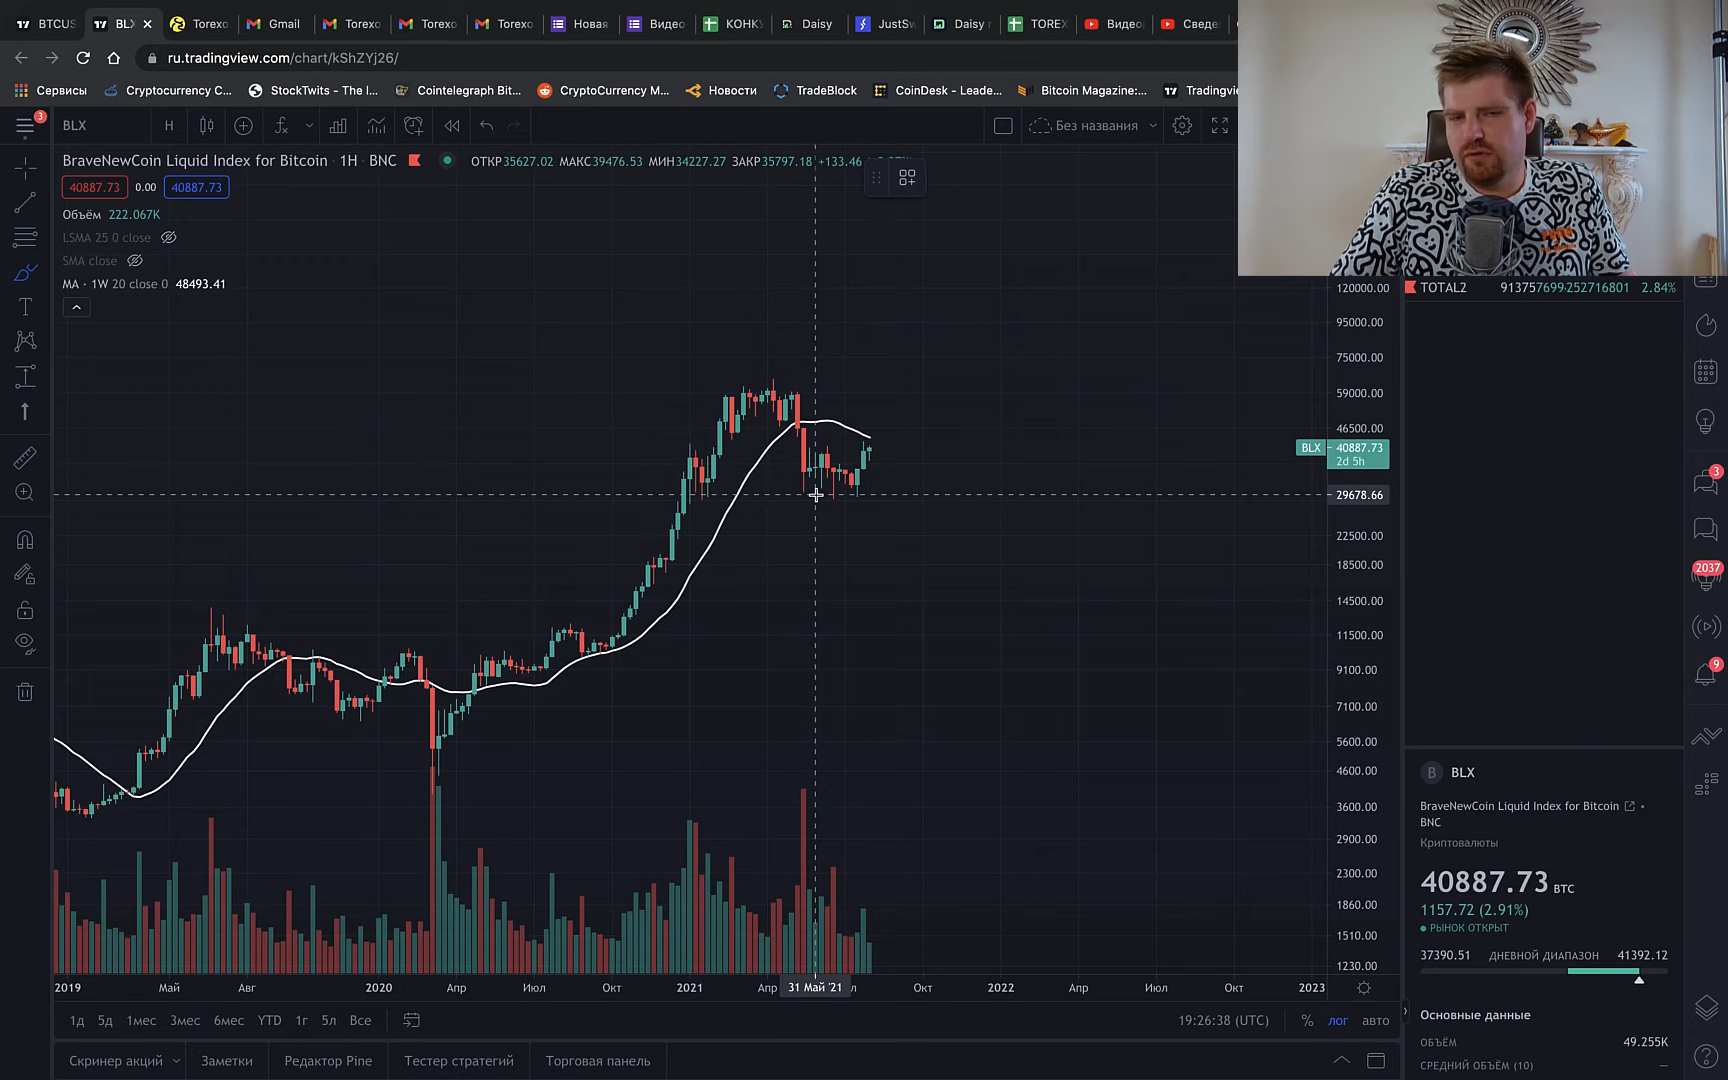 BTCUS
BLX
Torexo
Gmail
Torexo
Torexo
Torexo
Новая
Видео
КОНКУ
Daisy
JustSw
Daisy п
TOREX
Видео
Сведе
ru.tradingview.com/chart/kShZYj26/
Сервисы
Cryptocurrency C...
StockTwits - The l...
Cointelegraph Bit...
CryptoCurrency M...
Новости
TradeBlock
CoinDesk - Leade...
Bitcoin Magazine:...
Tradingvie
3
BLX
Н
Без названия
BraveNewCoin Liquid Index for Bitcoin · 1Н · BNC
ОТКР35627.02 МАКС39476.53 МИН34227.27 ЗАКР35797.18 +133.46
40887.73
0.00
40887.73
Объём 222.067K
LSMA 25 0 close
SMA close
MA · 1W 20 close 0 48493.41
TOTAL2 913757699·252716801 2.84%
120000.00
95000.00
75000.00
59000.00
46500.00
BLX
40887.73
2d 5h
29678.66
22500.00
18500.00
14500.00
11500.00
9100.00
7100.00
5600.00
4600.00
3600.00
2900.00
2300.00
1860.00
1510.00
1230.00
3
2037
9
B BLX
BraveNewCoin Liquid Index for Bitcoin
BNC
Криптовалюты
40887.73 BTC
1157.72 (2.91%)
РЫНОК ОТКРЫТ
37390.51 ДНЕВНОЙ ДИАПАЗОН 41392.12
Основные данные
ОБЪЁМ 49.255K
СРЕДНИЙ ОБЪЁМ (10) —
2019 Май Авг 2020 Апр Июл Окт 2021 Апр 31 Май '21 Окт 2022 Апр Июл Окт 2023
1д 5д 1мес 3мес 6мес YTD 1г 5л Все
19:26:38 (UTC) % лог авто
Скринер акций Заметки Редактор Pine Тестер стратегий Торговая панель